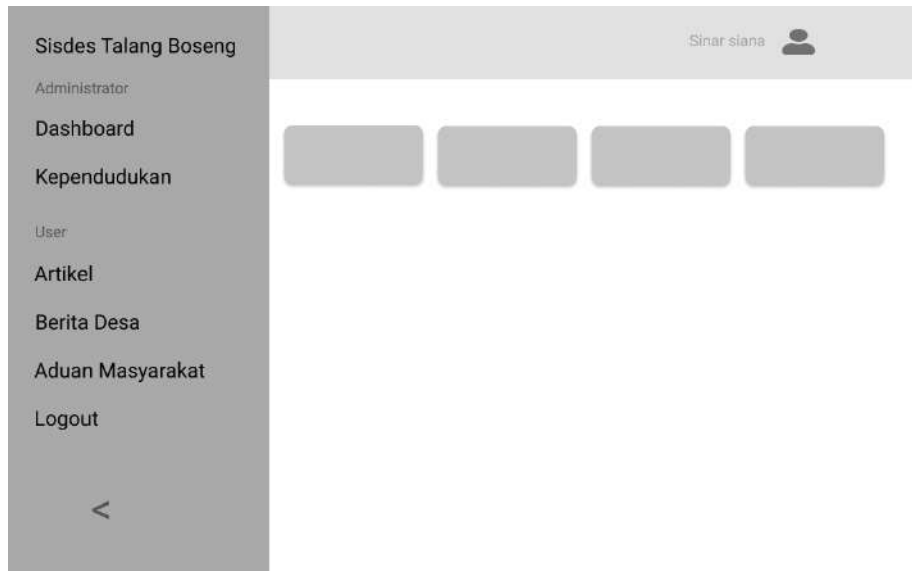 Sisdes Talang Boseng
Sinar siana
Administrator
Dashboard
Kependudukan
User
Artikel
Berita Desa
Aduan Masyarakat
Logout
<